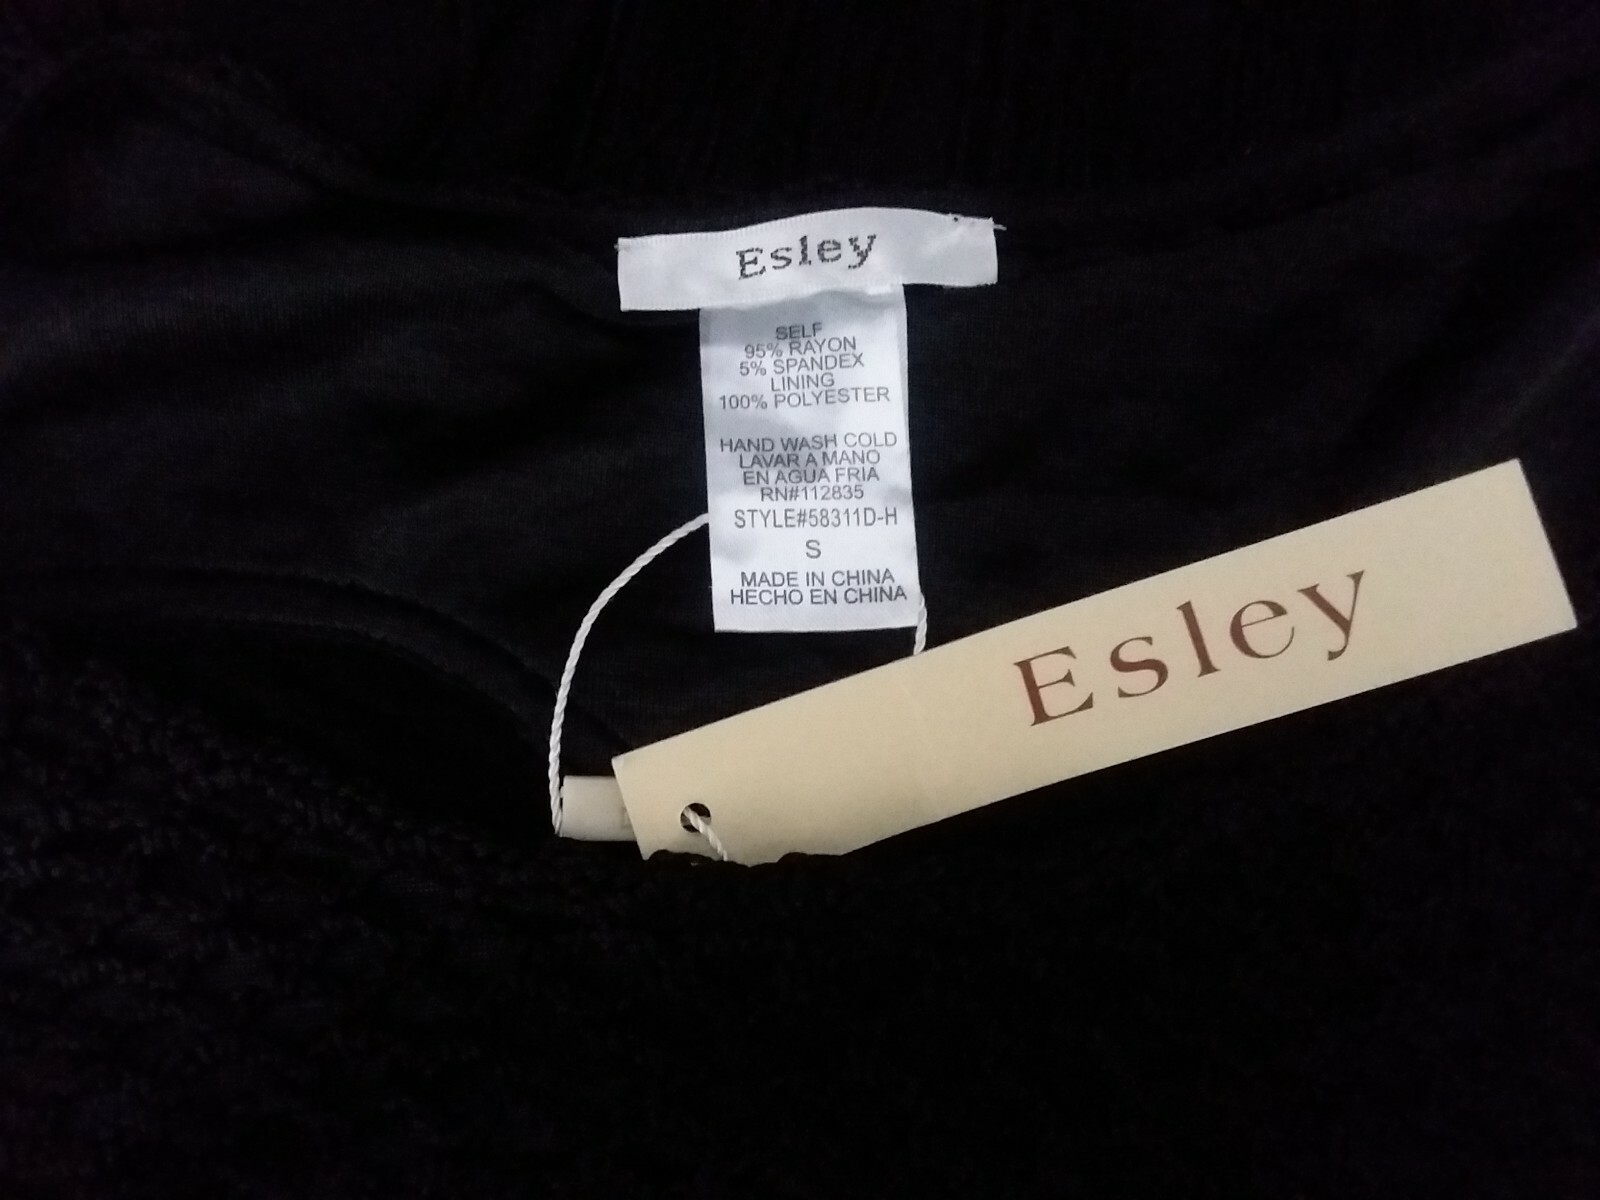 Esley
SELF
95% RAYON
5% SPANDEX
LINING
100% POLYESTER
HAND WASH COLD
LAVAR A MANO
EN AGUA FRIA
RN#112835
STYLE#58311D-H
S
MADE IN CHINA
HECHO EN CHINA
Esley